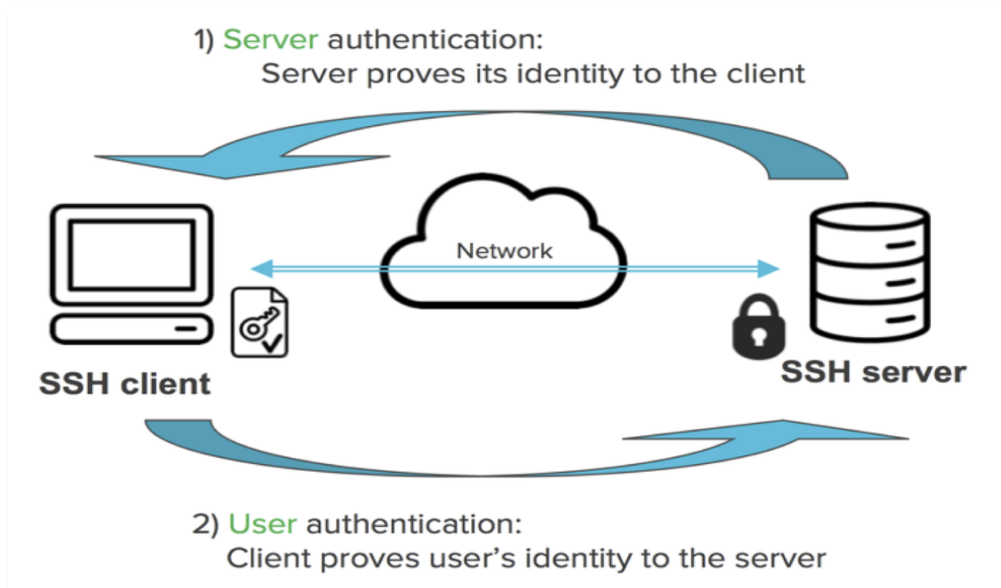 1) Server authentication:
Server proves its identity to the client
Network
SSH client
SSH server
2) User authentication:
Client proves user's identity to the server